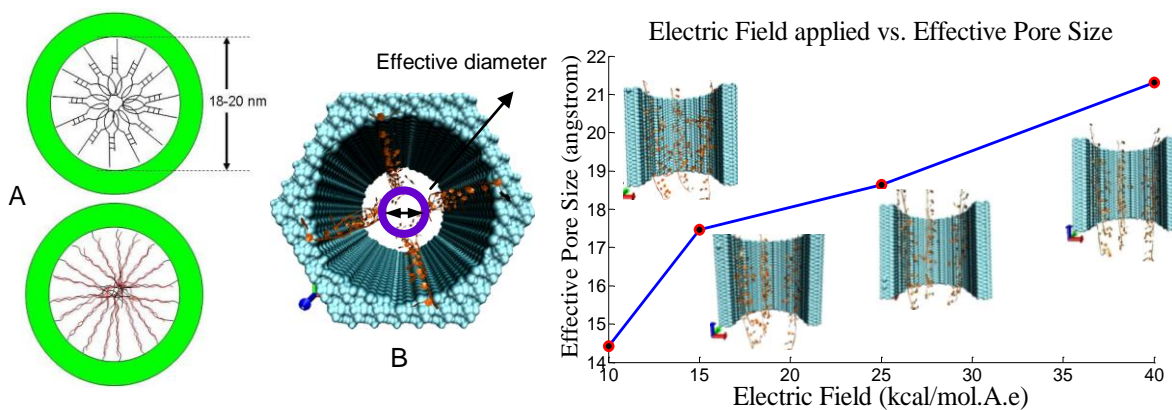 A
18-20 nm
Effective diameter
B
Electric Field applied vs. Effective Pore Size
Effective Pore Size (angstrom)
22
21
20
19
18
17
16
15
14
10
15
20
25
30
35
40
Electric Field (kcal/mol.A.e)